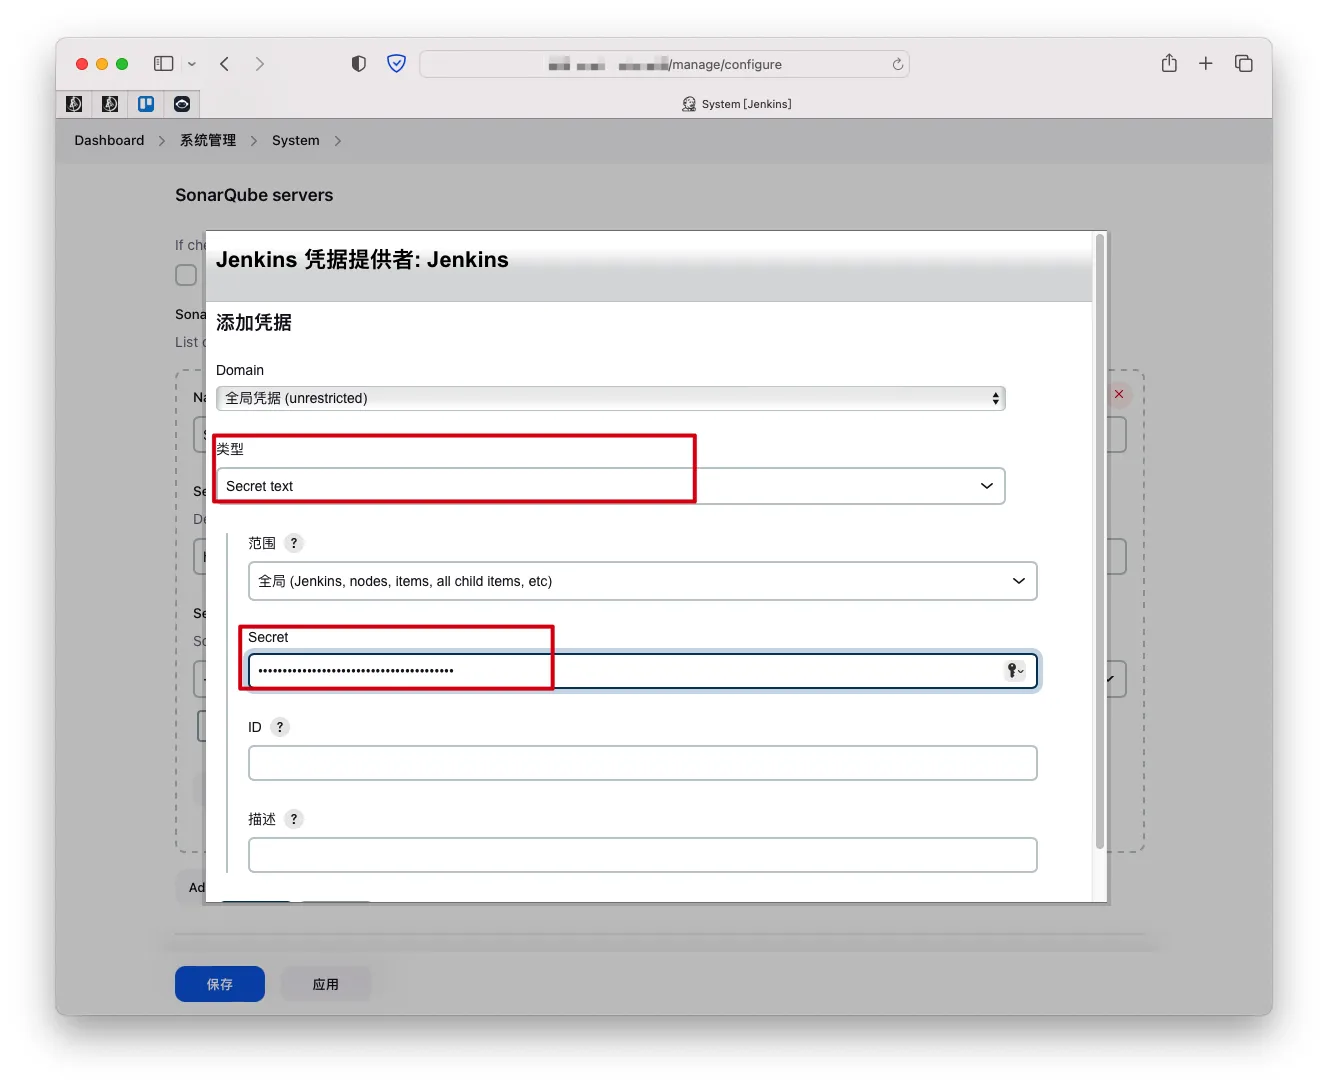 /manage/configure
System [Jenkins]
Dashboard 系统管理 System
SonarQube servers
If che
Jenkins 凭据提供者: Jenkins
Sona
添加凭据
List
Domain
Na
全局凭据 (unrestricted)
类型
Secret text
Se
De
范围 ?
全局 (Jenkins, nodes, items, all child items, etc)
Se
Secret
••••••••••••••••••••••••••••••••••••••••
ID ?
描述 ?
Ad
保存 应用